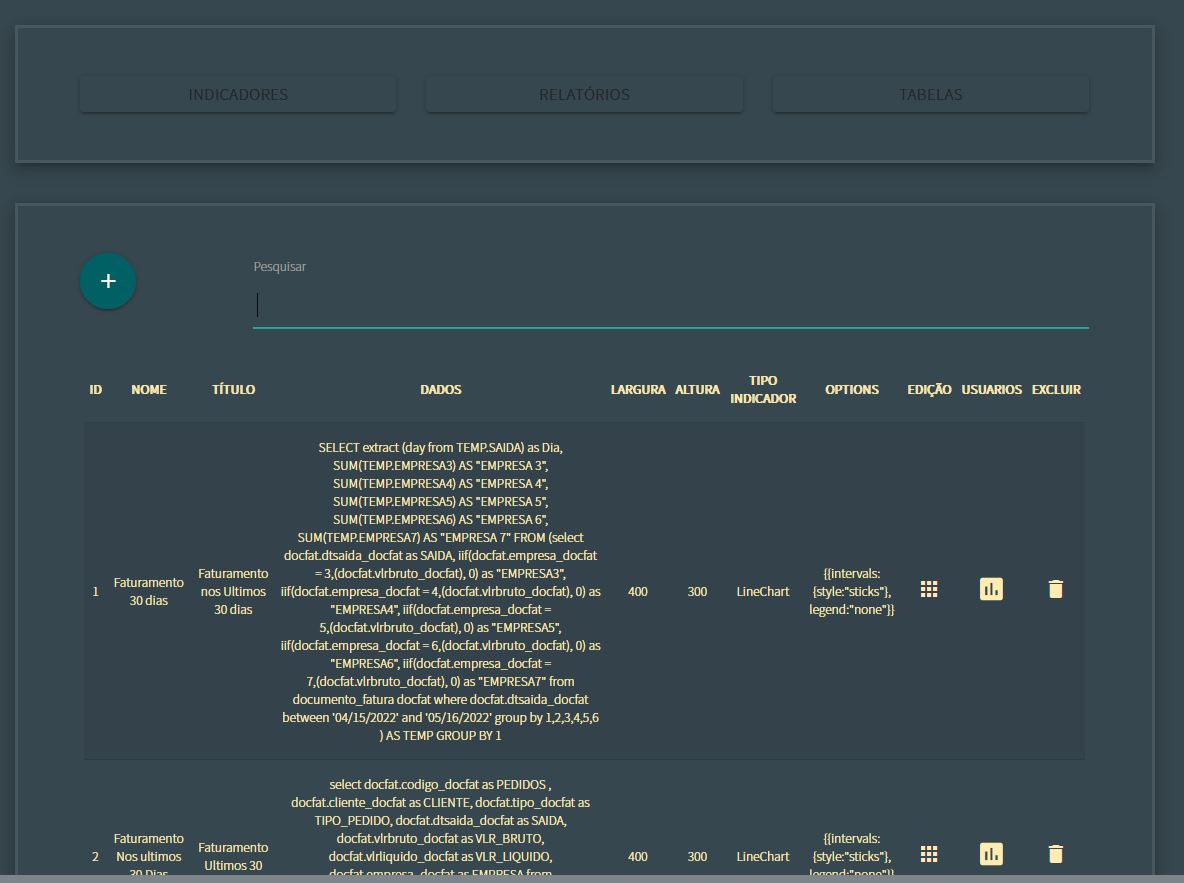 INDICADORES
RELATÓRIOS
TABELAS
+
Pesquisar
ID
NOME
TÍTULO
DADOS
LARGURA
ALTURA
TIPO
INDICADOR
OPTIONS
EDIÇÃO
USUARIOS
EXCLUIR
1
Faturamento
30 dias
Faturamento
nos Ultimos
30 dias
SELECT extract (day from TEMP.SAIDA) as Dia,
SUM(TEMP.EMPRESA3) AS "EMPRESA 3",
SUM(TEMP.EMPRESA4) AS "EMPRESA 4",
SUM(TEMP.EMPRESA5) AS "EMPRESA 5",
SUM(TEMP.EMPRESA6) AS "EMPRESA 6",
SUM(TEMP.EMPRESA7) AS "EMPRESA 7" FROM (select
docfat.dtsaida_docfat as SAIDA, iif(docfat.empresa_docfat
= 3,(docfat.vlrbruto_docfat), 0) as "EMPRESA3",
iif(docfat.empresa_docfat = 4,(docfat.vlrbruto_docfat), 0) as
"EMPRESA4", iif(docfat.empresa_docfat =
5,(docfat.vlrbruto_docfat), 0) as "EMPRESA5",
iif(docfat.empresa_docfat = 6,(docfat.vlrbruto_docfat), 0) as
"EMPRESA6", iif(docfat.empresa_docfat =
7,(docfat.vlrbruto_docfat), 0) as "EMPRESA7" from
documento_fatura docfat where docfat.dtsaida_docfat
between '04/15/2022' and '05/16/2022' group by 1,2,3,4,5,6
) AS TEMP GROUP BY 1
400
300
LineChart
{{intervals:
{style:"sticks"},
legend:"none"}}
2
Faturamento
Nos ultimos
30 Dias
Faturamento
Ultimos 30
select docfat.codigo_docfat as PEDIDOS ,
docfat.cliente_docfat as CLIENTE, docfat.tipo_docfat as
TIPO_PEDIDO, docfat.dtsaida_docfat as SAIDA,
docfat.vlrbruto_docfat as VLR_BRUTO,
docfat.vlrliquido_docfat as VLR_LIQUIDO,
docfat.empresa_docfat as EMPRESA from
400
300
LineChart
{{intervals:
{style:"sticks"},
legend:"none"}}